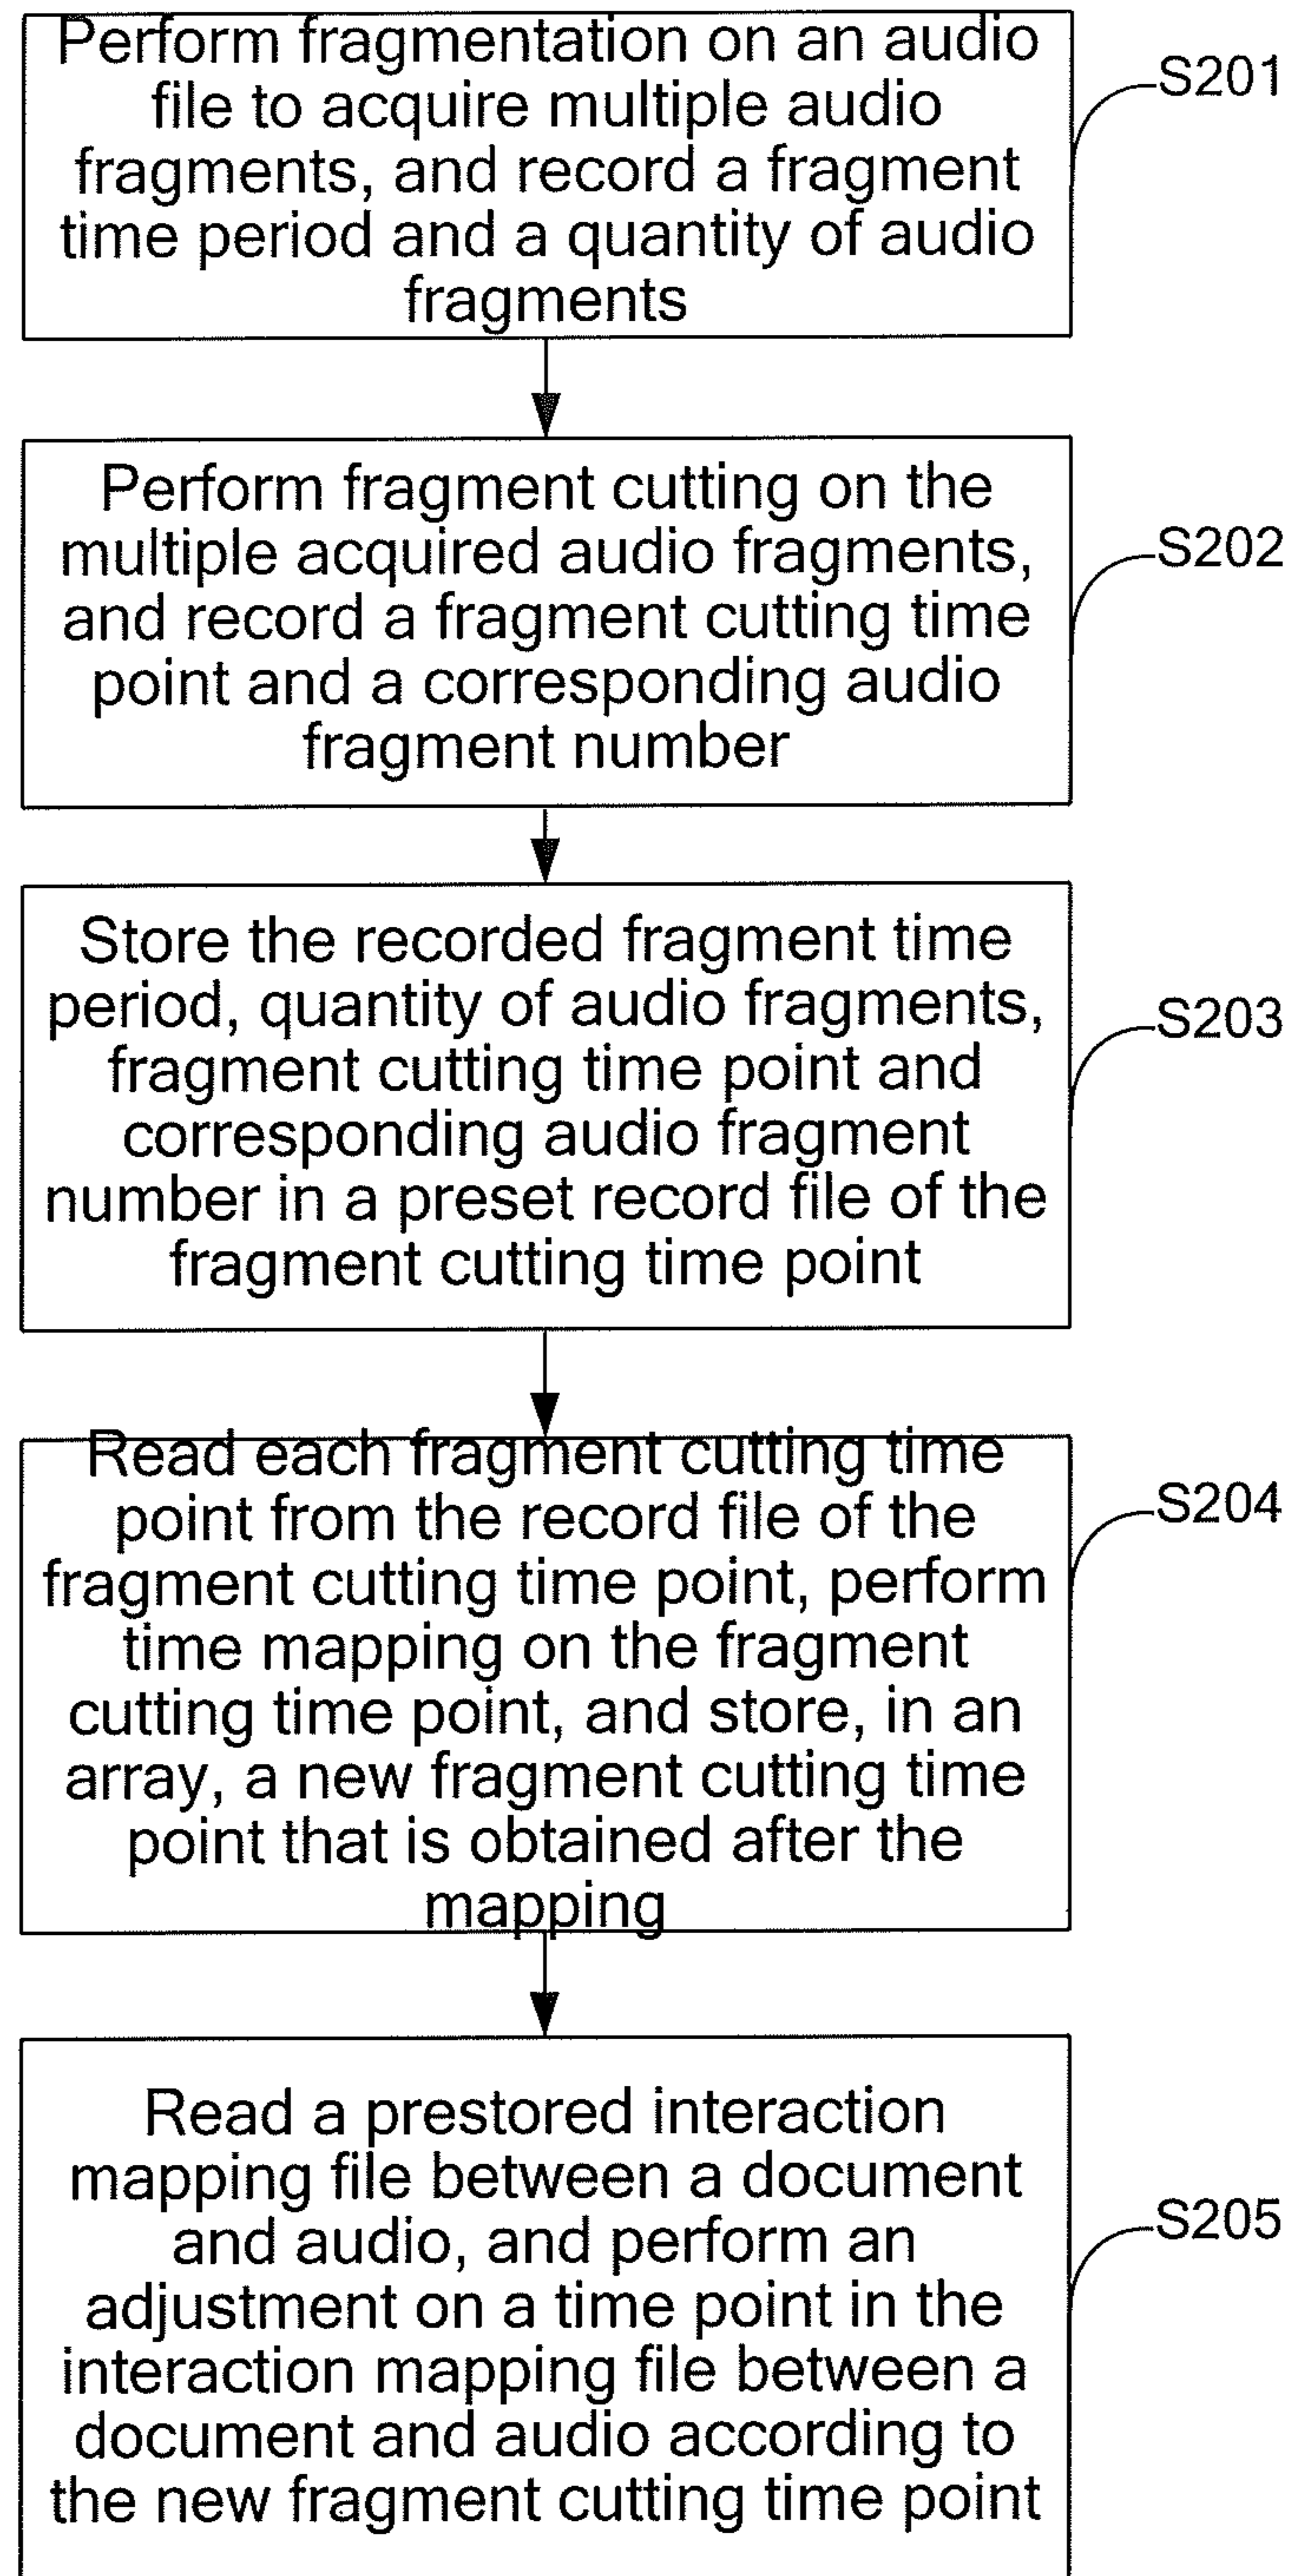 Perform fragmentation on an audio
file to acquire multiple audio
fragments, and record a fragment
time period and a quantity of audio
fragments
S201
Perform fragment cutting on the
multiple acquired audio fragments,
and record a fragment cutting time
point and a corresponding audio
fragment number
S202
Store the recorded fragment time
period, quantity of audio fragments,
fragment cutting time point and
corresponding audio fragment
number in a preset record file of the
fragment cutting time point
S203
Read each fragment cutting time
point from the record file of the
fragment cutting time point, perform
time mapping on the fragment
cutting time point, and store, in an
array, a new fragment cutting time
point that is obtained after the
mapping
S204
Read a prestored interaction
mapping file between a document
and audio, and perform an
adjustment on a time point in the
interaction mapping file between a
document and audio according to
the new fragment cutting time point
S205